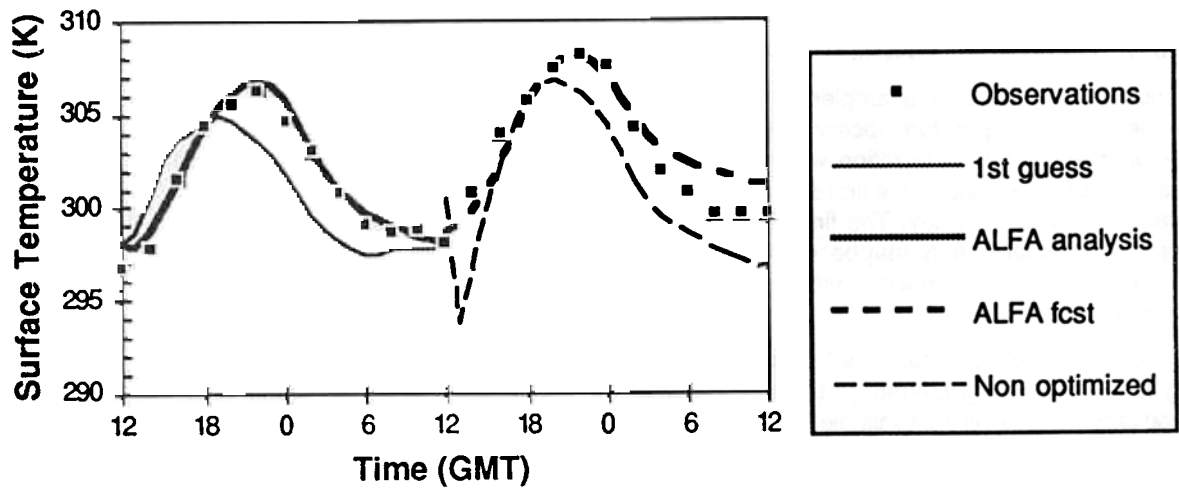 Surface Temperature (K)
310
305
300
295
290
12 18 0 6 12 18 0 6 12
Time (GMT)
Observations
1st guess
ALFA analysis
ALFA fcst
Non optimized